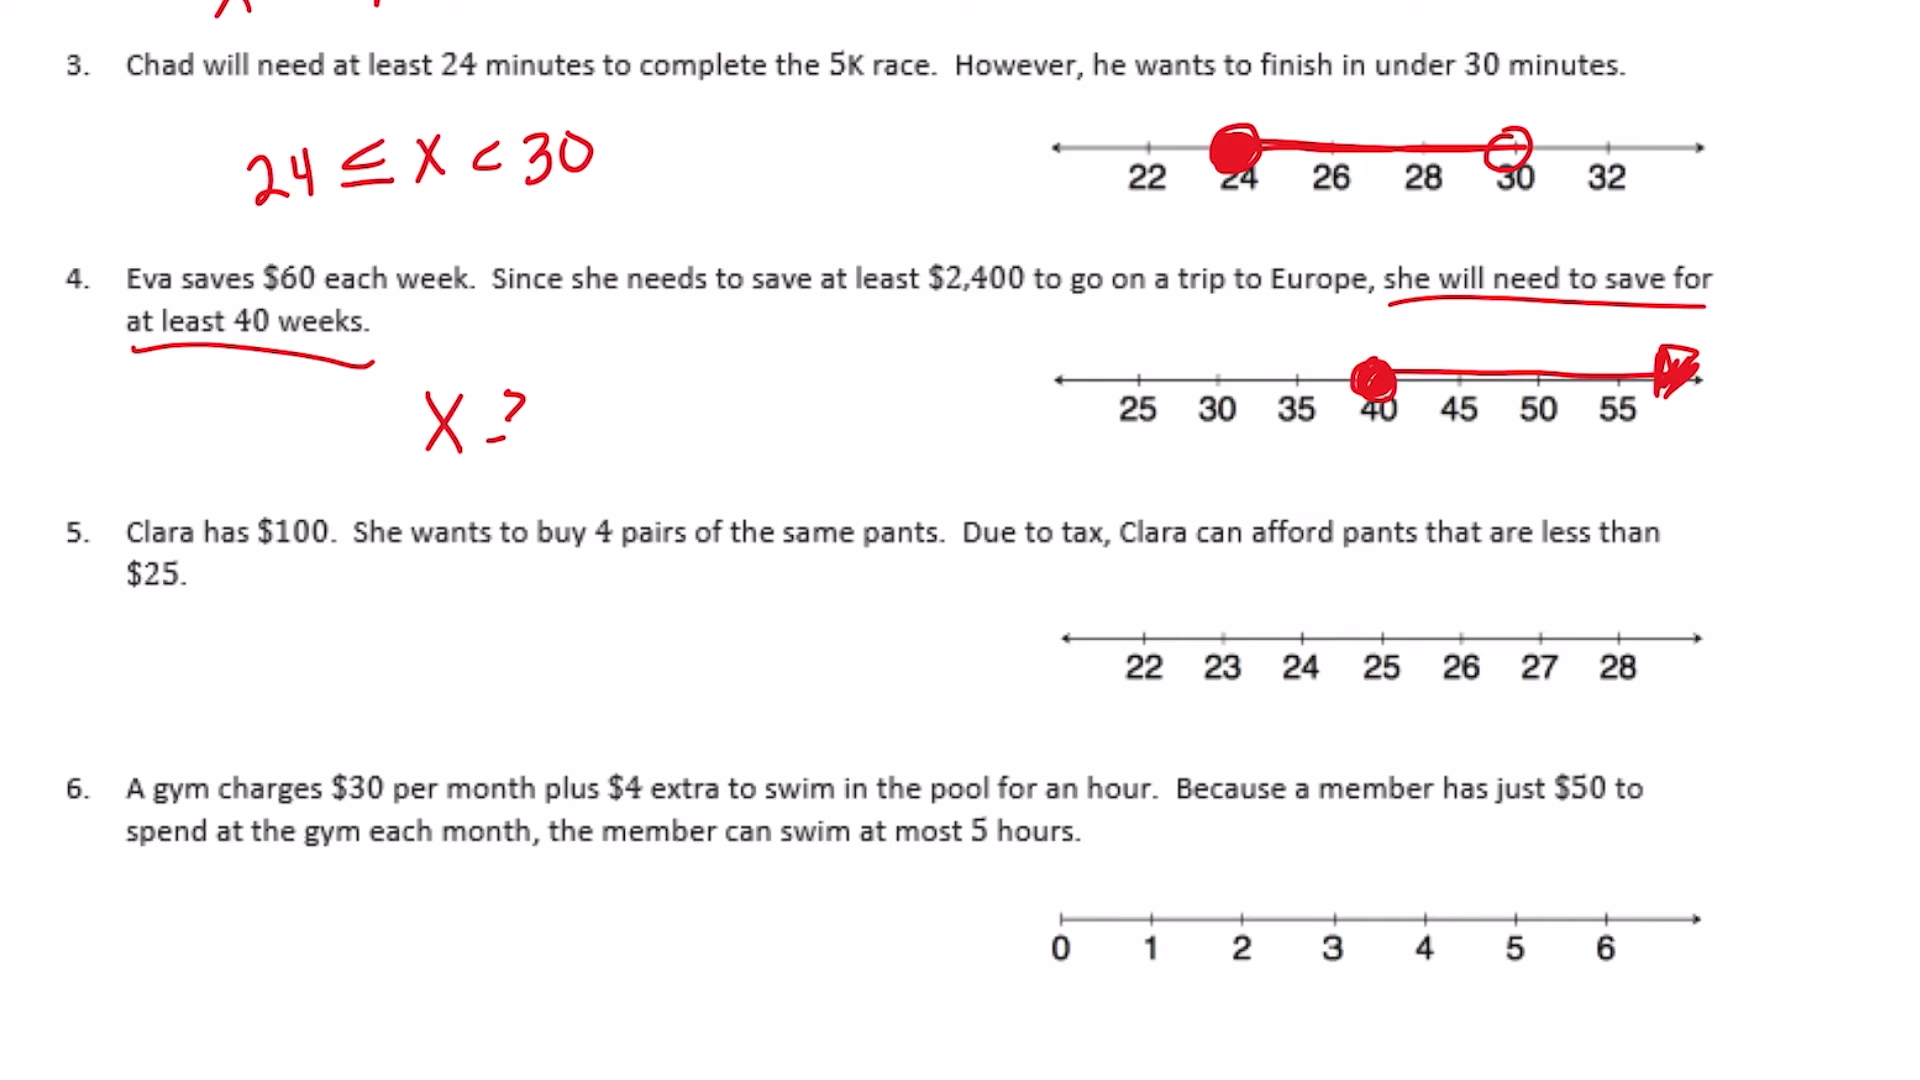 3. Chad will need at least 24 minutes to complete the 5K race. However, he wants to finish in under 30 minutes.
24 ≤ x < 30
22 24 26 28 30 32
4. Eva saves $60 each week. Since she needs to save at least $2,400 to go on a trip to Europe, she will need to save for
at least 40 weeks.
25 30 35 40 45 50 55
X ≥
5. Clara has $100. She wants to buy 4 pairs of the same pants. Due to tax, Clara can afford pants that are less than
$25.
22 23 24 25 26 27 28
6. A gym charges $30 per month plus $4 extra to swim in the pool for an hour. Because a member has just $50 to
spend at the gym each month, the member can swim at most 5 hours.
0 1 2 3 4 5 6